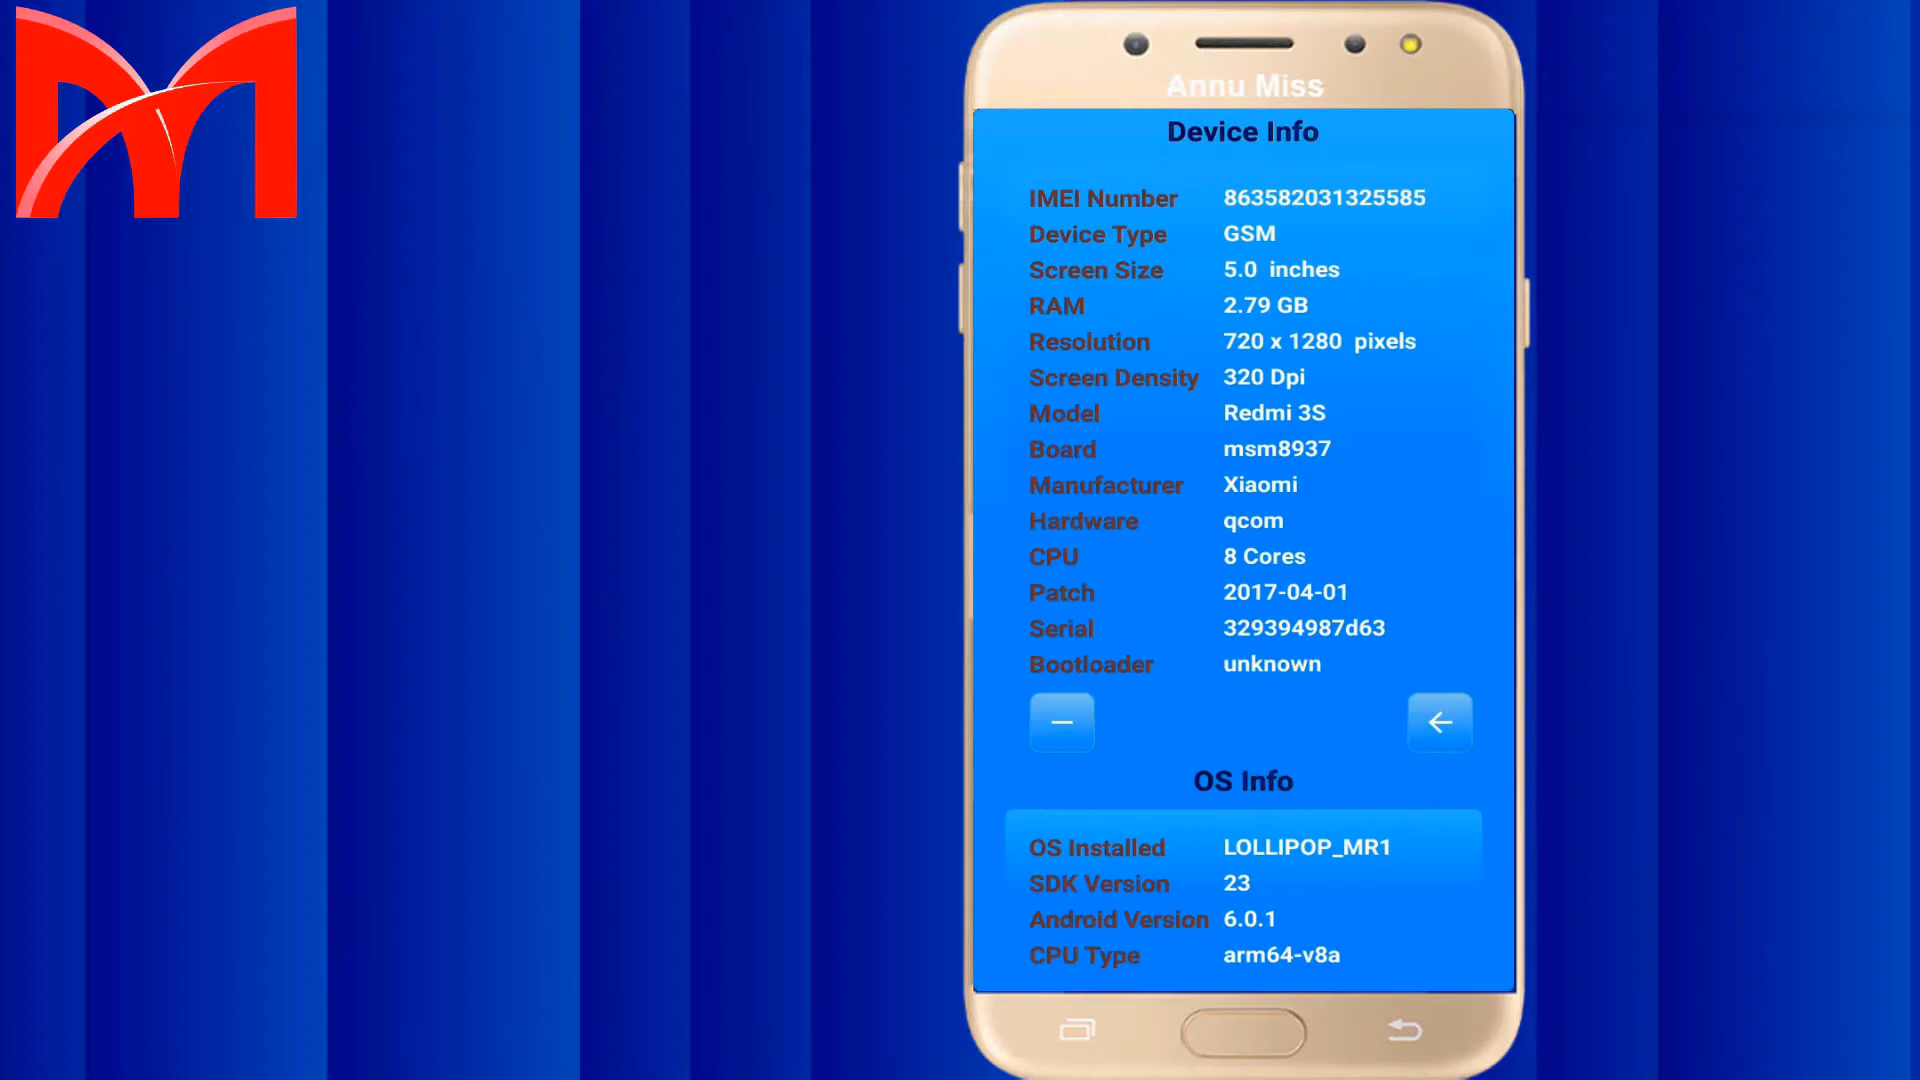 Annu Miss
Device Info
IMEI Number 863582031325585
Device Type GSM
Screen Size 5.0 inches
RAM 2.79 GB
Resolution 720 x 1280 pixels
Screen Density 320 Dpi
Model Redmi 3S
Board msm8937
Manufacturer Xiaomi
Hardware qcom
CPU 8 Cores
Patch 2017-04-01
Serial 329394987d63
Bootloader unknown
OS Info
OS Installed LOLLIPOP_MR1
SDK Version 23
Android Version 6.0.1
CPU Type arm64-v8a